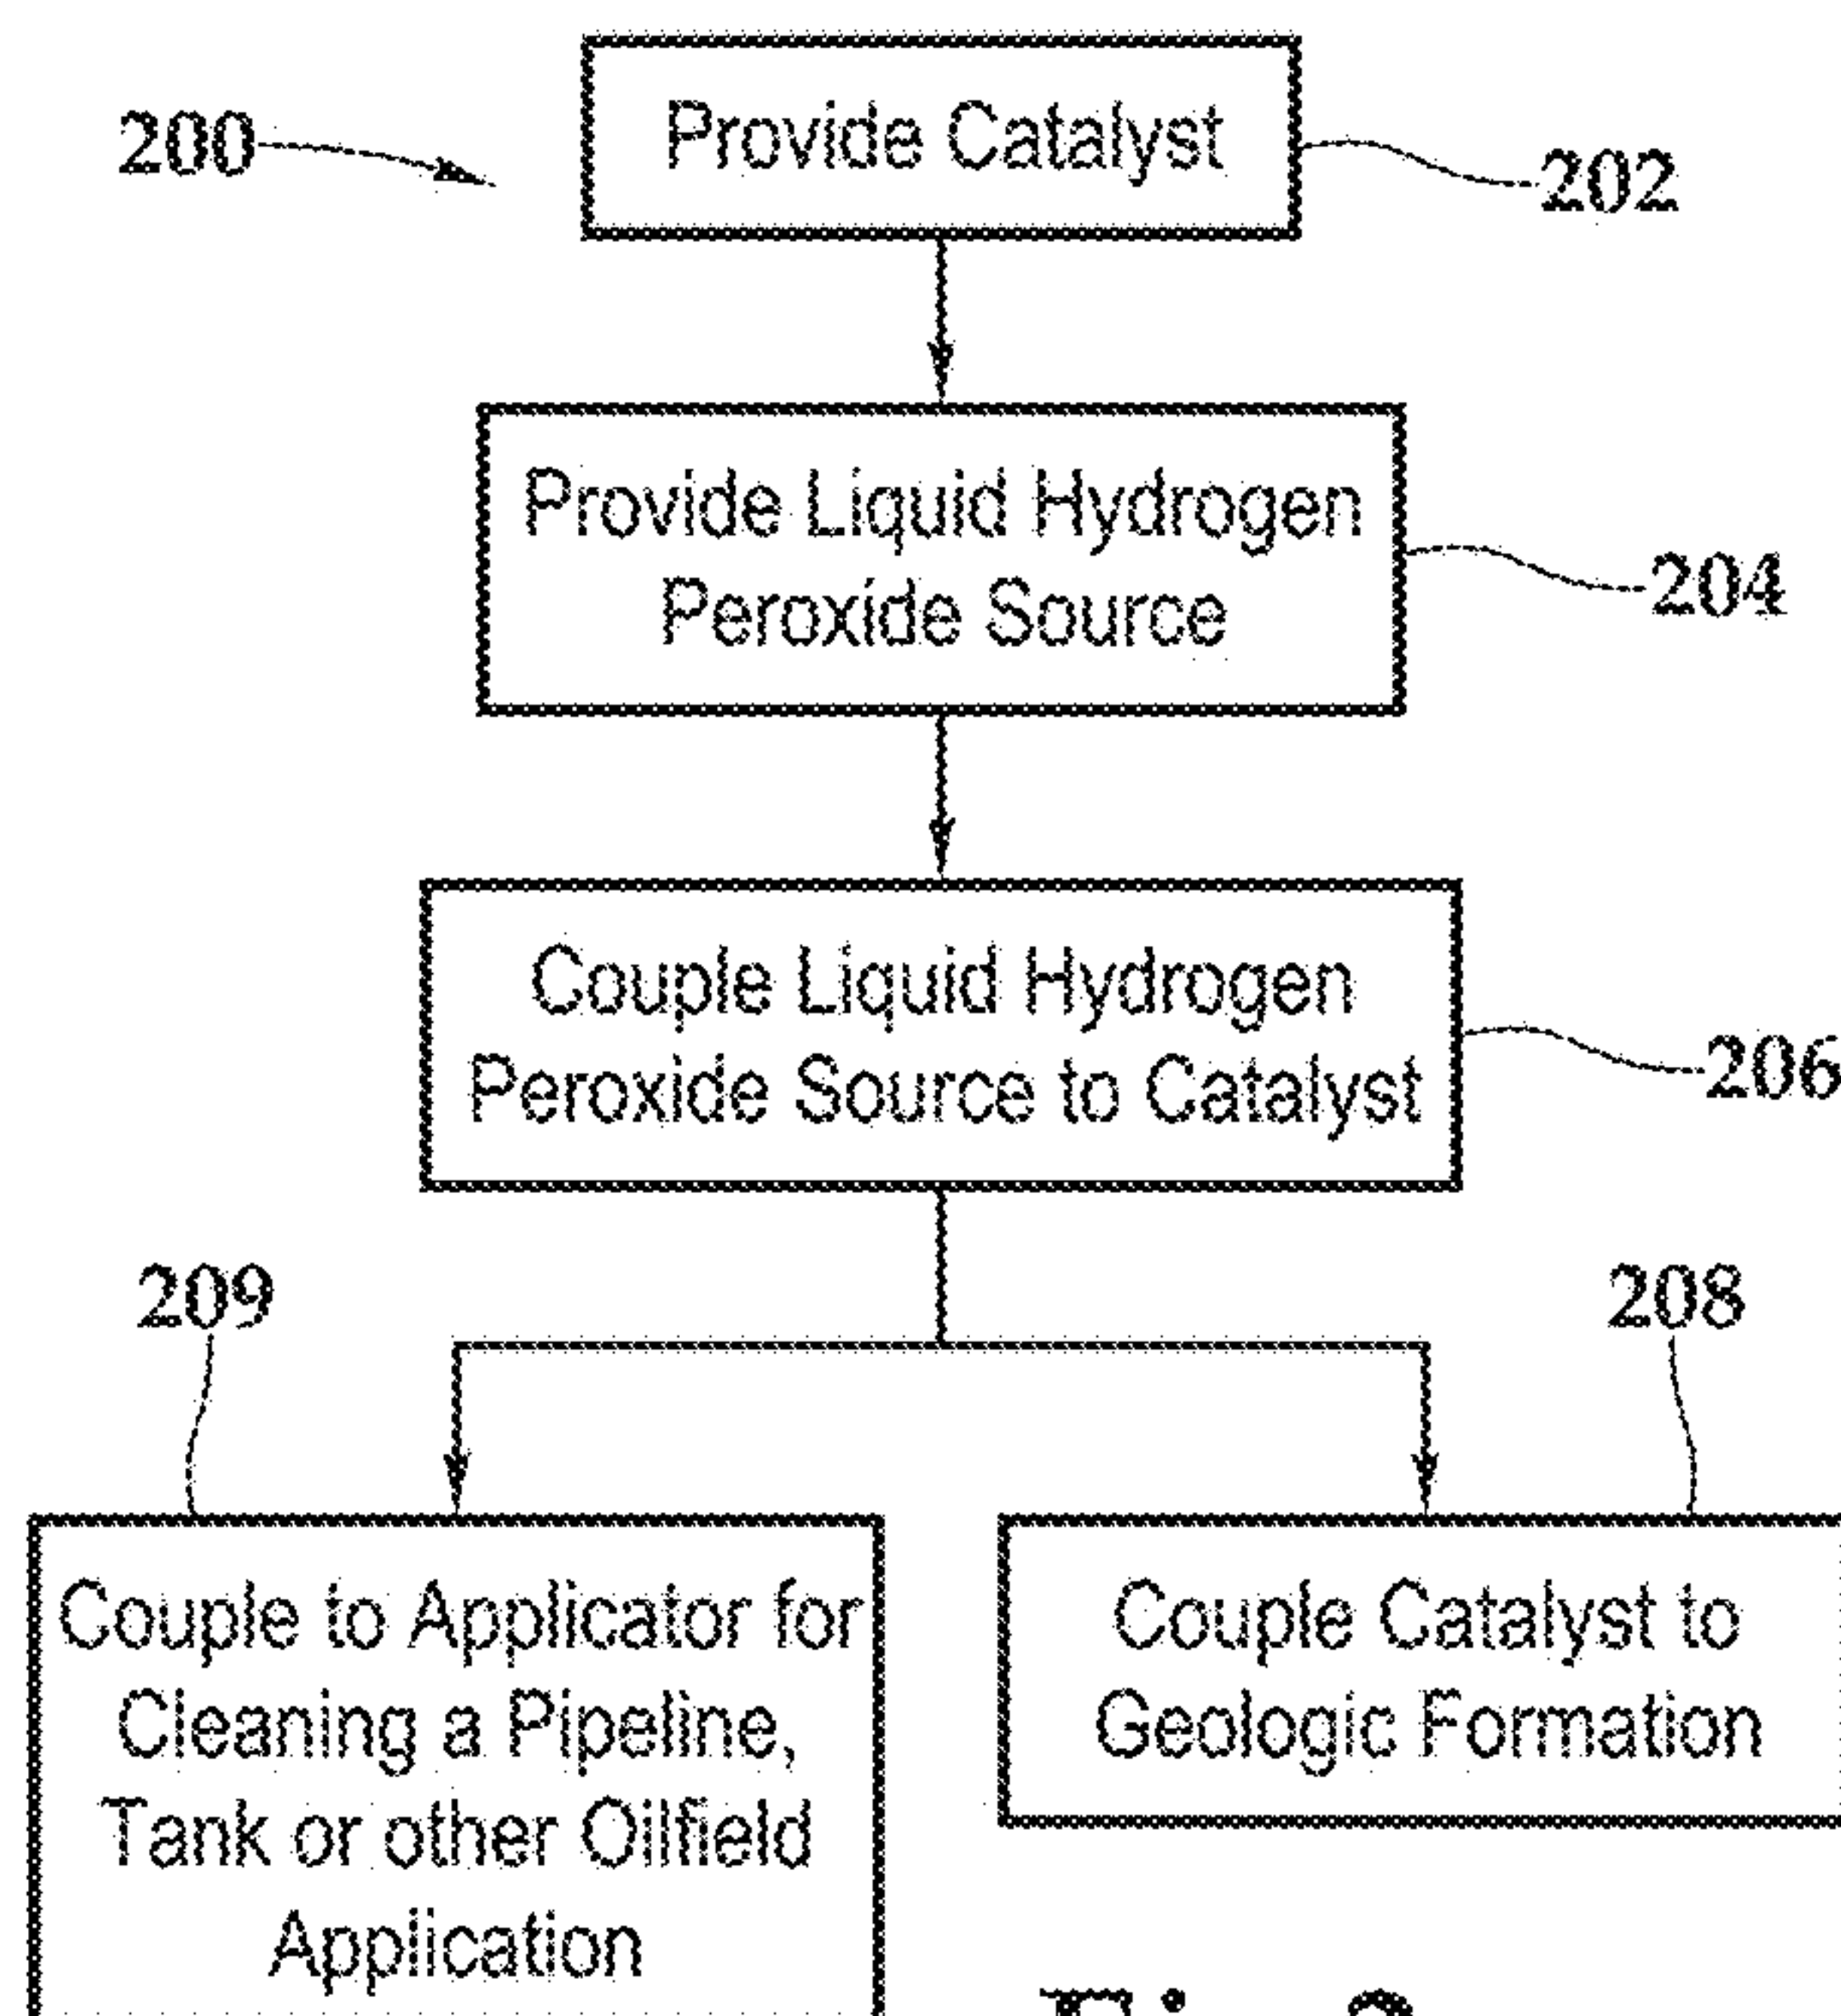 200
Provide Catalyst
202
Provide Liquid Hydrogen
Peroxide Source
204
Couple Liquid Hydrogen
Peroxide Source to Catalyst
206
209
208
Couple to Applicator for
Cleaning a Pipeline,
Tank or other Oilfield
Application
Couple Catalyst to
Geologic Formation